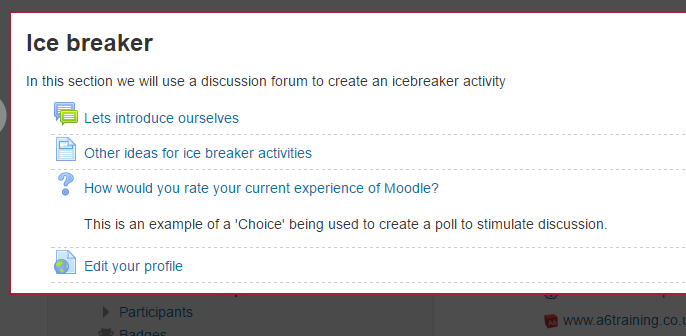 Ice breaker
In this section we will use a discussion forum to create an icebreaker activity
Lets introduce ourselves
Other ideas for ice breaker activities
How would you rate your current experience of Moodle?
This is an example of a 'Choice' being used to create a poll to stimulate discussion.
Edit your profile
Participants
www.a6training.co.u
Badges